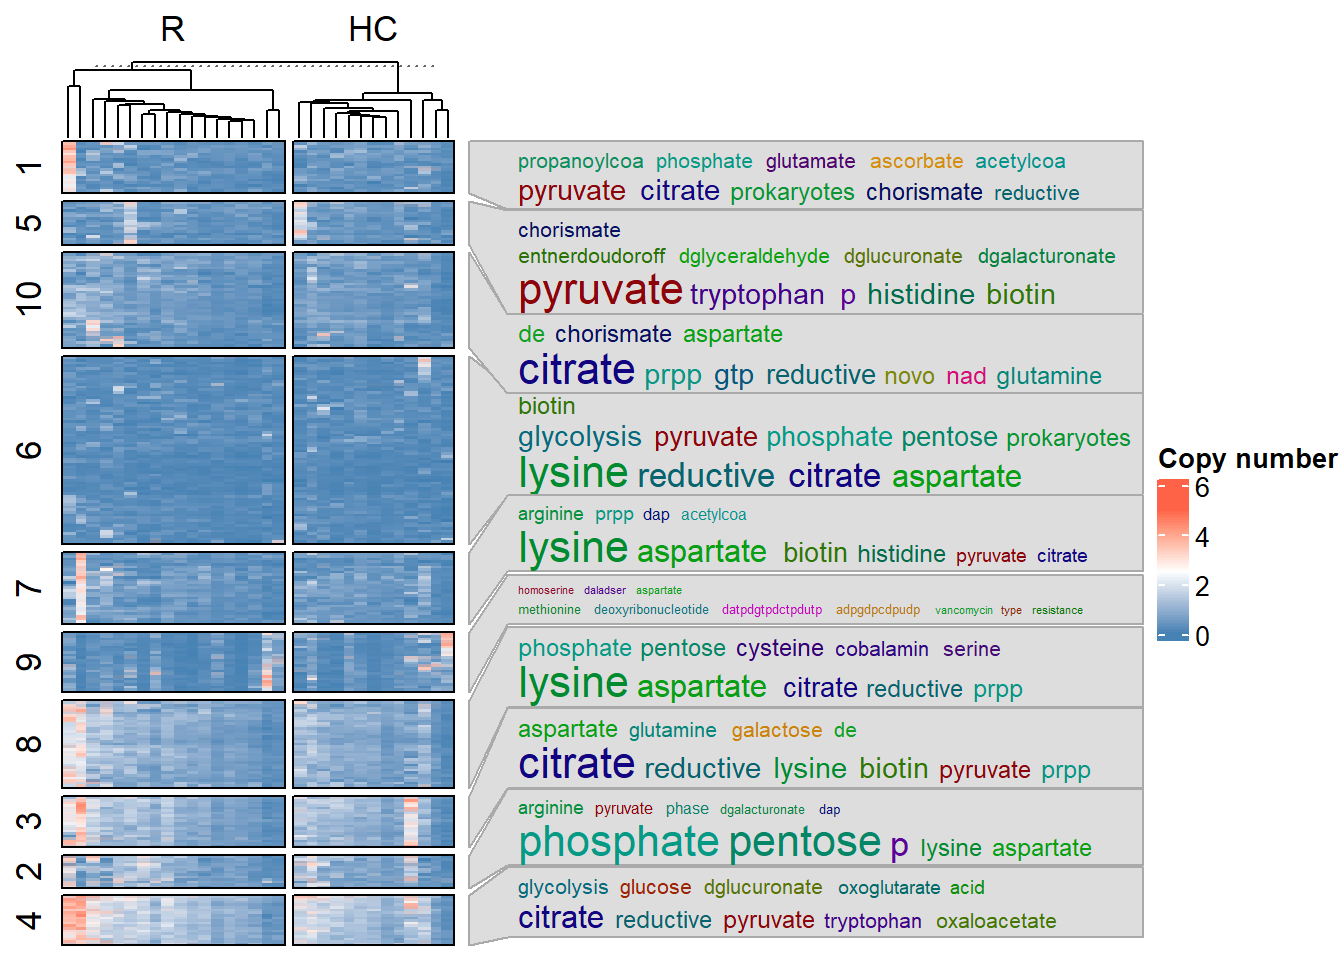 R HC
1
propanoylcoa phosphate glutamate ascorbate acetylcoa
pyruvate citrate prokaryotes chorismate reductive
5
chorismate
entnerdoudoroff dglyceraldehyde dglucuronate dgalacturonate
pyruvate tryptophan p histidine biotin
10
de chorismate aspartate
citrate prpp gtp reductive novo nad glutamine
6
biotin
glycolysis pyruvate phosphate pentose prokaryotes
lysine reductive citrate aspartate
7
arginine prpp dap acetylcoa
lysine aspartate biotin histidine pyruvate citrate
9
homoserine daladser aspartate
methionine deoxyribonucleotide datpdgtpdctpdutp adpgdpcdpudp vancomycin type resistance
8
phosphate pentose cysteine cobalamin serine
lysine aspartate citrate reductive prpp
3
aspartate glutamine galactose de
citrate reductive lysine biotin pyruvate prpp
2
arginine pyruvate phase dgalacturonate dap
phosphate pentose p lysine aspartate
4
glycolysis glucose dglucuronate oxoglutarate acid
citrate reductive pyruvate tryptophan oxaloacetate
Copy number
6
4
2
0